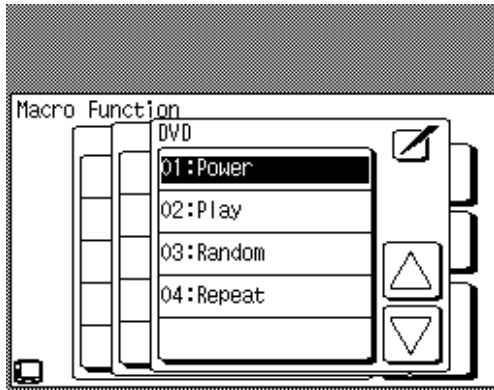 Macro Function
DVD
01:Power
02:Play
03:Random
04:Repeat